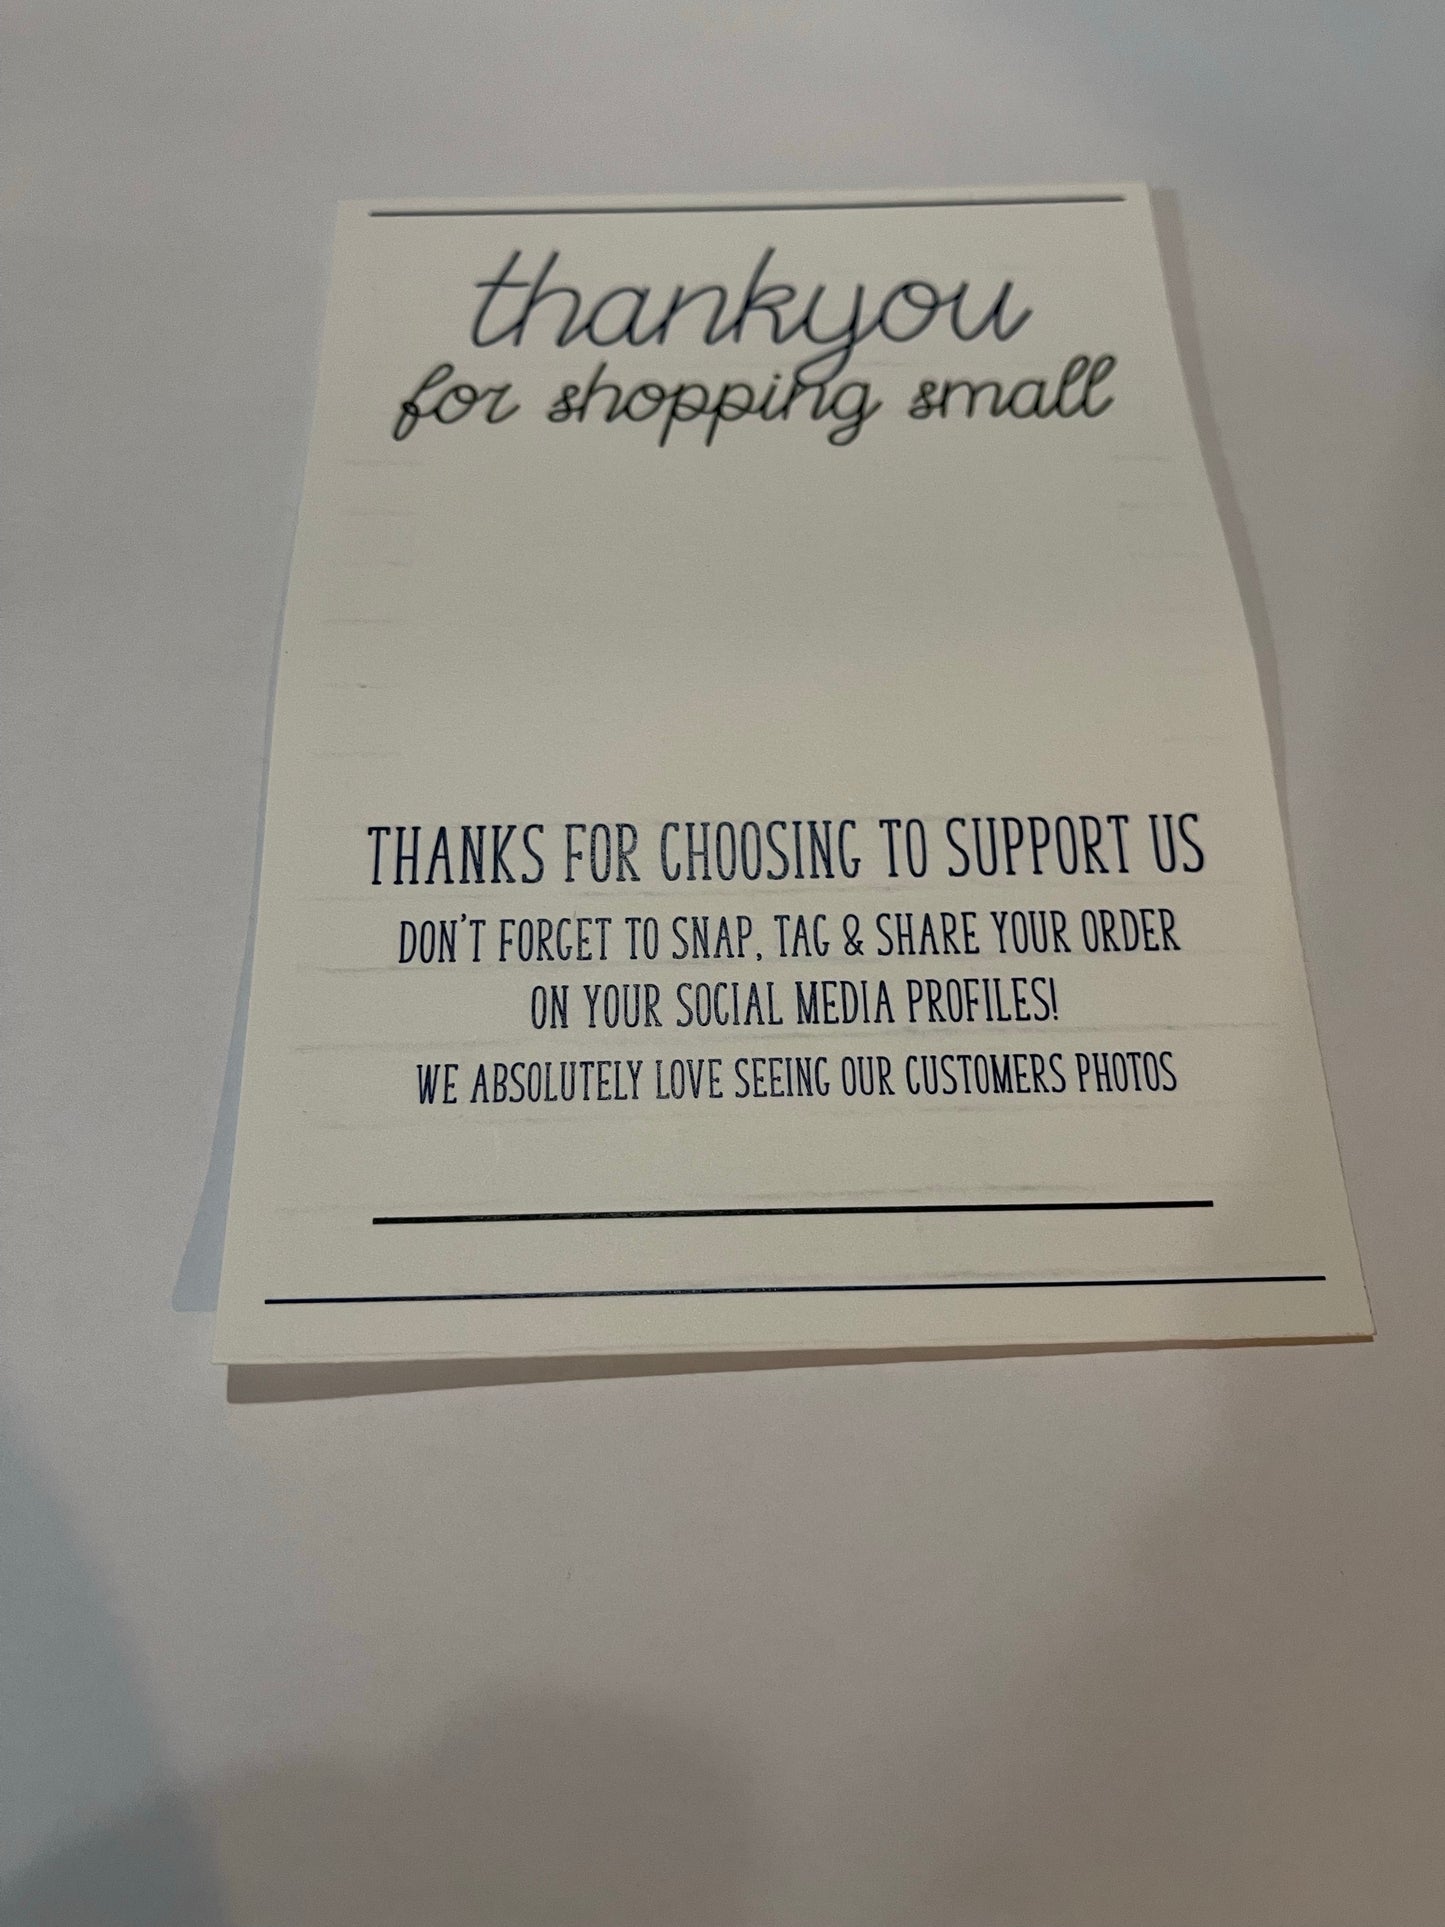 thankyou
for shopping small
THANKS FOR CHOOSING TO SUPPORT US
DON'T FORGET TO SNAP, TAG & SHARE YOUR ORDER
ON YOUR SOCIAL MEDIA PROFILES!
WE ABSOLUTELY LOVE SEEING OUR CUSTOMERS PHOTOS